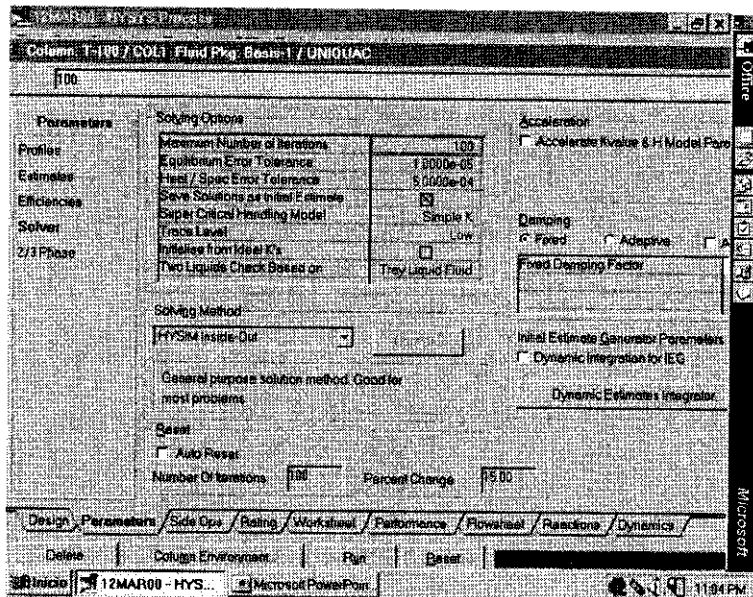 12MAR00 - HYSYS Process
Column: T-100 / COL1 Fluid Pkg: Basis-1 / UNIQUAC
100
Parameters
Profiles
Estimates
Efficiencies
Solver
2/3 Phase
Solving Options
Maximum Number of Iterations 100
Equilibrium Error Tolerance 1.0000e-05
Heat / Spec Error Tolerance 5.0000e-04
Save Solutions as Initial Estimate
Super Critical Handling Model Simple K
Trace Level Low
Initialise from Ideal K's
Two Liquids Check Based on Tray Liquid Fluid
Solving Method
HYSIM Inside-Out
General purpose solution method. Good for
most problems
Reset
Auto Reset
Number Of Iterations 100 Percent Change 15.00
Acceleration
Accelerate Kvalue & H Model Para
Damping
Fixed Adaptive A
Fixed Damping Factor
Initial Estimate Generator Parameters
Dynamic Integration for IEG
Dynamic Estimates Integrator
Design Parameters Side Ops Rating Worksheet Performance Flowsheet Reactions Dynamics
Delete Column Environment Run Reset
Office
Microsoft
Inicio 12MAR00 - HYS... Microsoft PowerPoin 11:04 PM